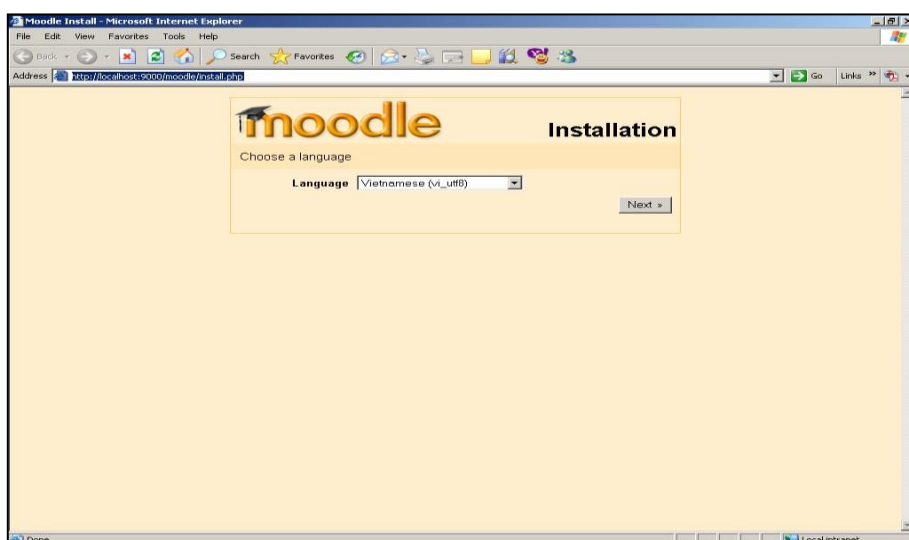 Moodle Install - Microsoft Internet Explorer
File Edit View Favorites Tools Help
Back Search Favorites
Address http://localhost:9000/moodle/install.php Go Links »
moodle Installation
Choose a language
Language Vietnamese (vi_utf8)
Next »
Done Local intranet